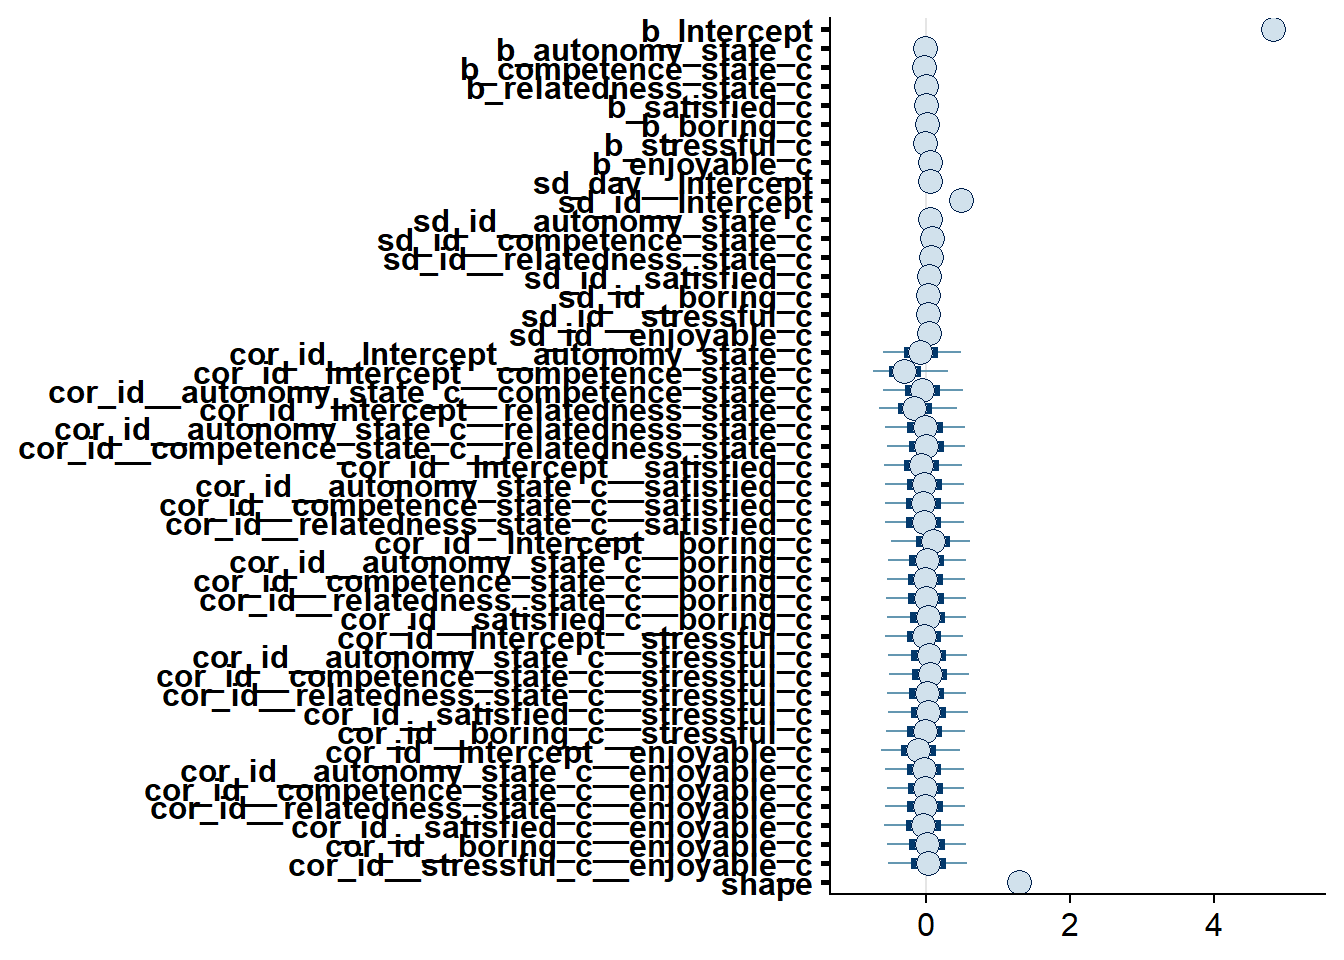 b_Intercept
b_autonomy_state_c
b_competence_state_c
b_relatedness_state_c
b_satisfied_c
b_boring_c
b_stressful_c
b_enjoyable_c
sd_day__Intercept
sd_id__Intercept
sd_id__autonomy_state_c
sd_id__competence_state_c
sd_id__relatedness_state_c
sd_id__satisfied_c
sd_id__boring_c
sd_id__stressful_c
sd_id__enjoyable_c
cor_id__Intercept__autonomy_state_c
cor_id__Intercept__competence_state_c
cor_id__autonomy_state_c__competence_state_c
cor_id__Intercept__relatedness_state_c
cor_id__autonomy_state_c__relatedness_state_c
cor_id__competence_state_c__relatedness_state_c
cor_id__Intercept__satisfied_c
cor_id__autonomy_state_c__satisfied_c
cor_id__competence_state_c__satisfied_c
cor_id__relatedness_state_c__satisfied_c
cor_id__Intercept__boring_c
cor_id__autonomy_state_c__boring_c
cor_id__competence_state_c__boring_c
cor_id__relatedness_state_c__boring_c
cor_id__satisfied_c__boring_c
cor_id__Intercept__stressful_c
cor_id__autonomy_state_c__stressful_c
cor_id__competence_state_c__stressful_c
cor_id__relatedness_state_c__stressful_c
cor_id__satisfied_c__stressful_c
cor_id__boring_c__stressful_c
cor_id__Intercept__enjoyable_c
cor_id__autonomy_state_c__enjoyable_c
cor_id__competence_state_c__enjoyable_c
cor_id__relatedness_state_c__enjoyable_c
cor_id__satisfied_c__enjoyable_c
cor_id__boring_c__enjoyable_c
cor_id__stressful_c__enjoyable_c
shape
0 2 4